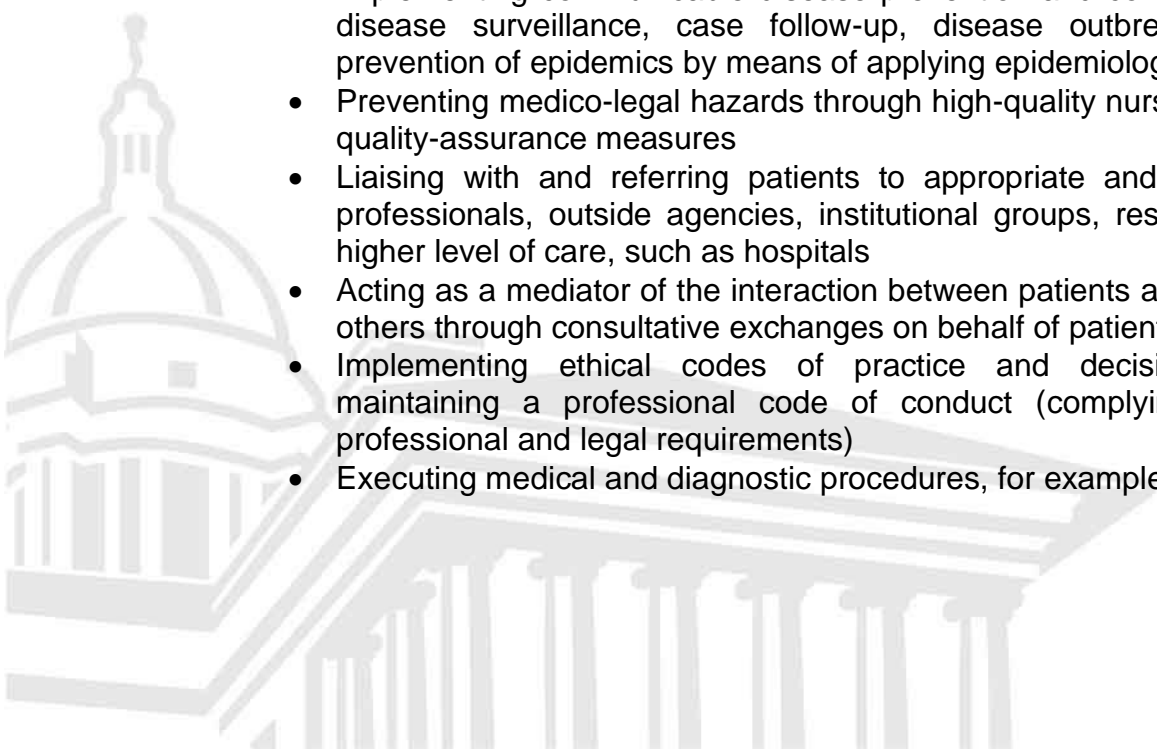 disease surveillance, case follow-up, disease outbre
prevention of epidemics by means of applying epidemiolog
• Preventing medico-legal hazards through high-quality nurs
quality-assurance measures
• Liaising with and referring patients to appropriate and
professionals, outside agencies, institutional groups, res
higher level of care, such as hospitals
• Acting as a mediator of the interaction between patients a
others through consultative exchanges on behalf of patien
• Implementing ethical codes of practice and decisi
maintaining a professional code of conduct (complyi
professional and legal requirements)
• Executing medical and diagnostic procedures, for example